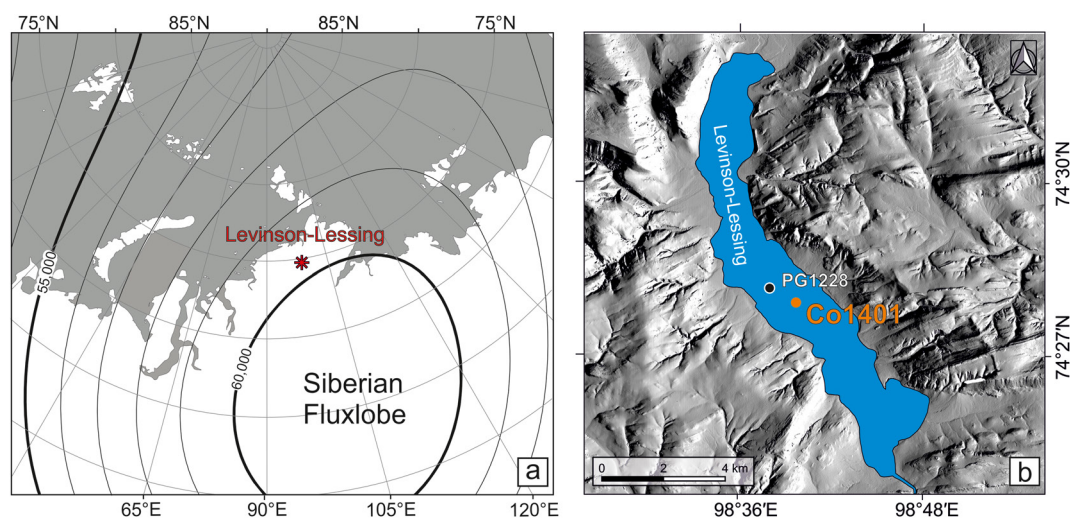 75°N
85°N
85°N
75°N
Levinson-Lessing
55,000
60,000
Siberian
Fluxlobe
a
65°E
90°E
105°E
120°E
Levinson-Lessing
PG1228
Co1401
74°30'N
74°27'N
0
2
4 km
b
98°36'E
98°48'E